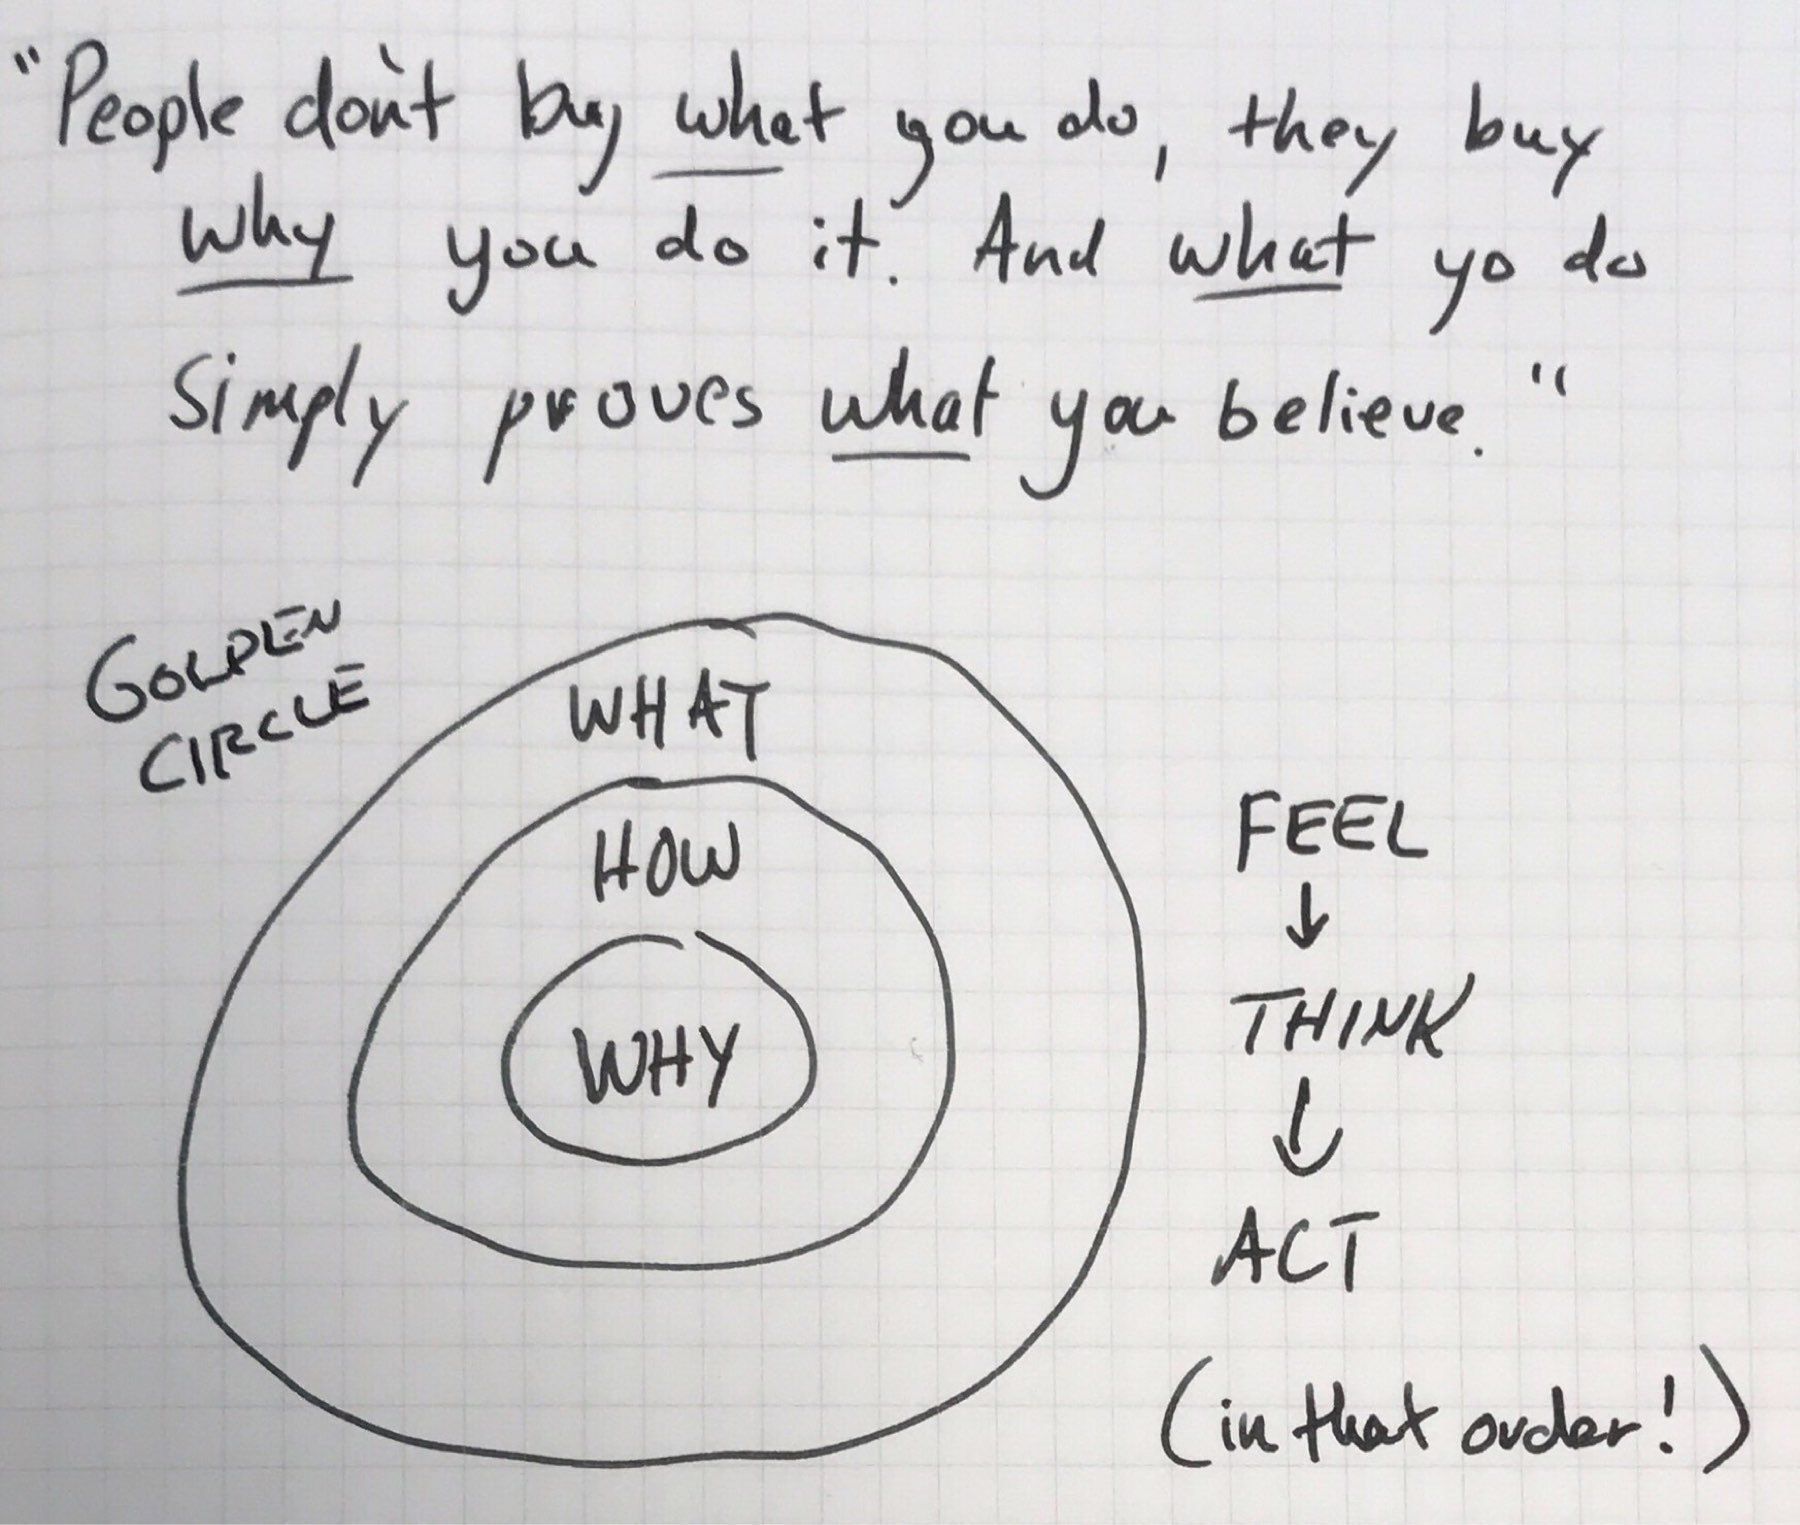 "People don't buy what you do, they buy
why you do it. And what yo do
simply proves what you believe."
GOLDEN
CIRCLE
WHAT
HOW
WHY
FEEL
↓
THINK
↓
ACT
(in that order!)